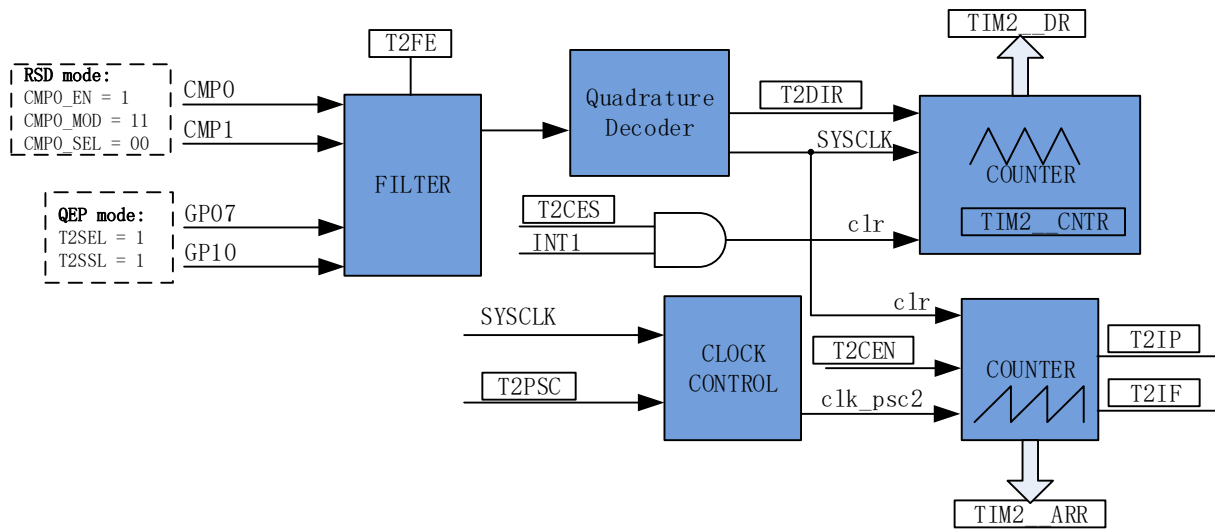 TIM2__DR
T2FE
RSD mode:
CMP0_EN = 1
CMP0_MOD = 11
CMP0_SEL = 00
CMP0
CMP1
FILTER
Quadrature
Decoder
T2DIR
SYSCLK
COUNTER
TIM2__CNTR
QEP mode:
T2SEL = 1
T2SSL = 1
GP07
GP10
T2CES
INT1
clr
SYSCLK
T2PSC
CLOCK
CONTROL
clr
T2CEN
clk_psc2
COUNTER
T2IP
T2IF
TIM2__ARR